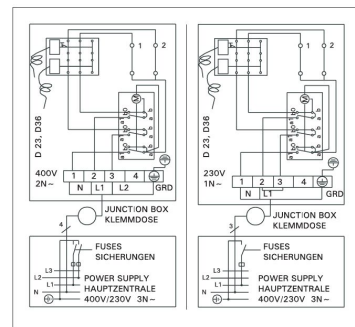 1 2
D 23, D36
400V
2N~
1 2 3 4
N L1 L2 GRD
JUNCTION BOX
KLEMMDOSE
4
FUSES
SICHERUNGEN
L3
L2
L1
N
POWER SUPPLY
HAUPTZENTRALE
400V/230V 3N~
1 2
D 23, D36
230V
1N~
1 2 3 4
N L1 GRD
JUNCTION BOX
KLEMMDOSE
3
FUSES
SICHERUNGEN
L3
L2
L1
N
POWER SUPPLY
HAUPTZENTRALE
400V/230V 3N~